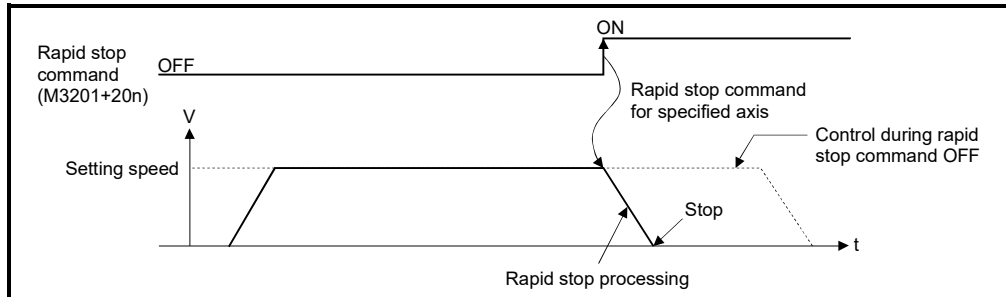 ON
Rapid stop
command
(M3201+20n)
OFF
Rapid stop command
for specified axis
V
Control during rapid
stop command OFF
Setting speed
Stop
t
Rapid stop processing